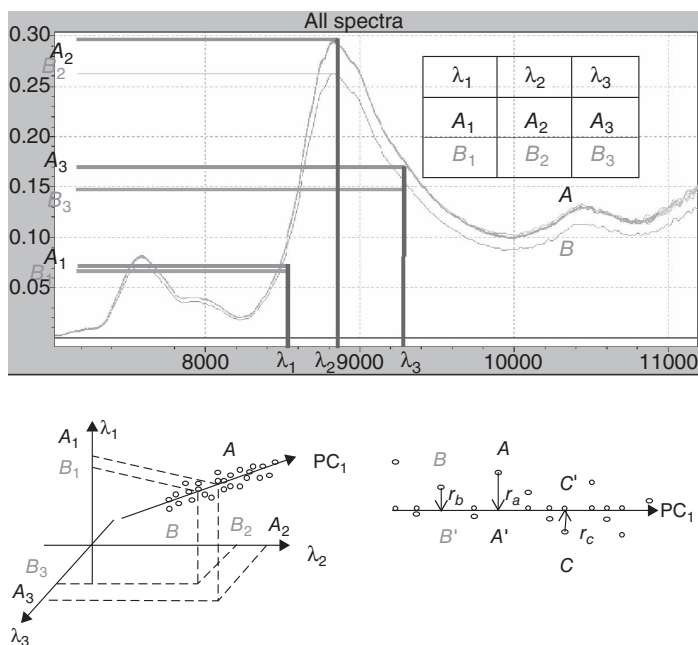 All spectra
0.30
A2
B2
0.25
0.20
A3
0.15
B3
0.10
A1
B1
0.05
λ1 λ2 λ3
A1 A2 A3
B1 B2 B3
A
B
8000 λ1 λ2 9000 λ3 10000 11000
A1 λ1
B1
A
PC1
B
B2 A2
λ2
B3
A3
λ3
B A
C'
rb ra
PC1
B' A' rc
C